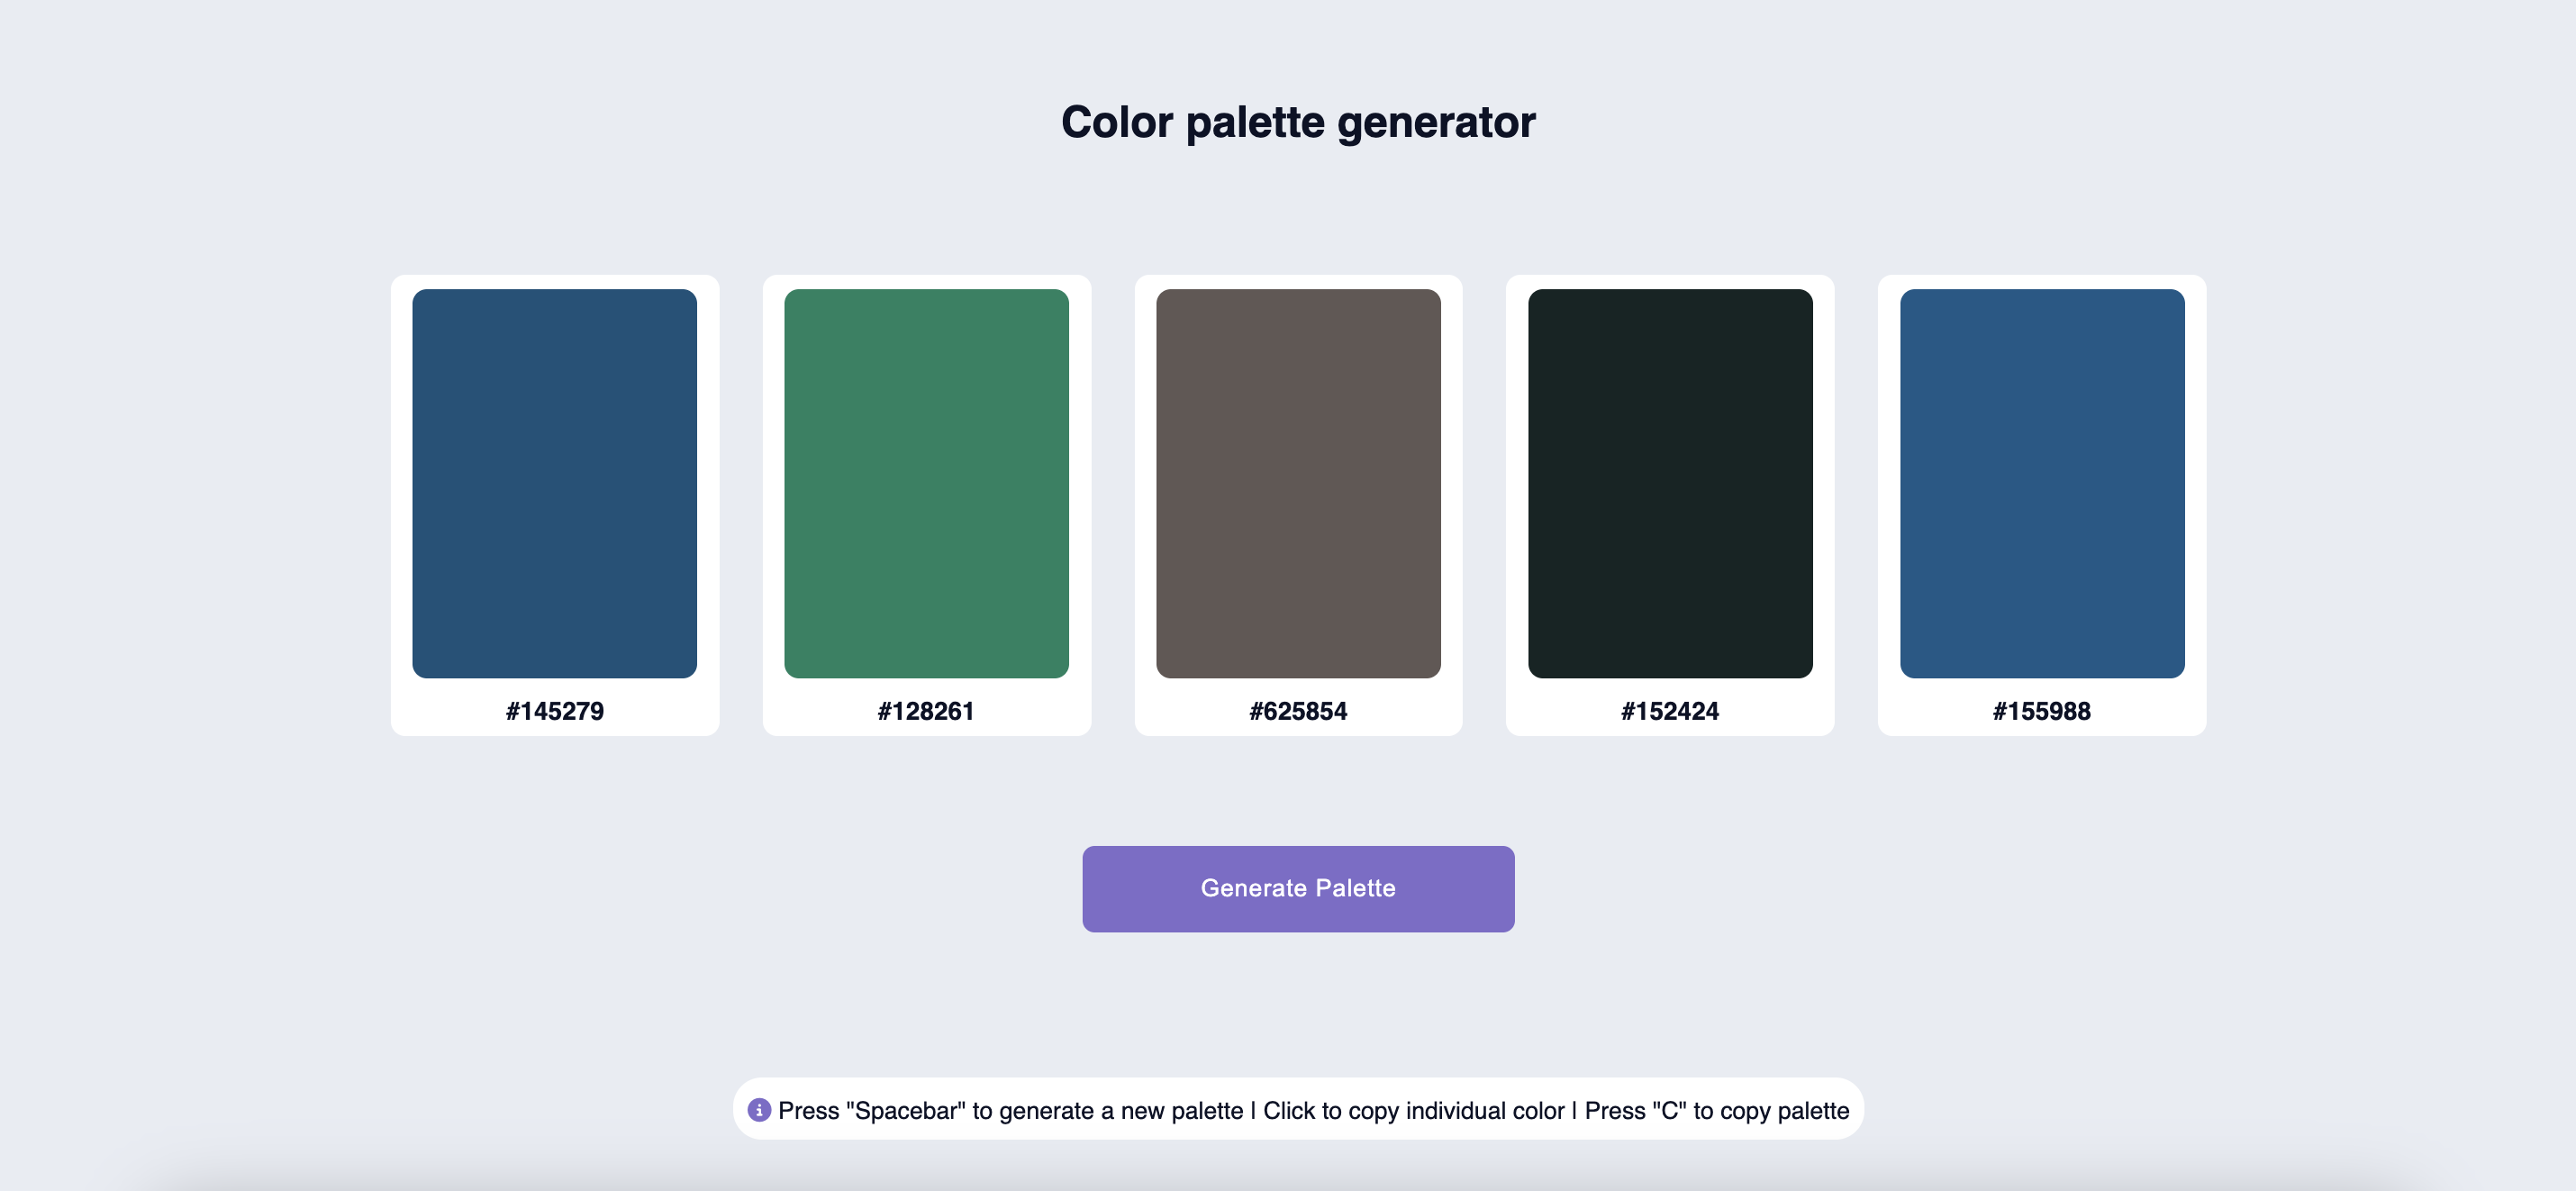 Color palette generator
#145279
#128261
#625854
#152424
#155988
Generate Palette
Press "Spacebar" to generate a new palette | Click to copy individual color | Press "C" to copy palette